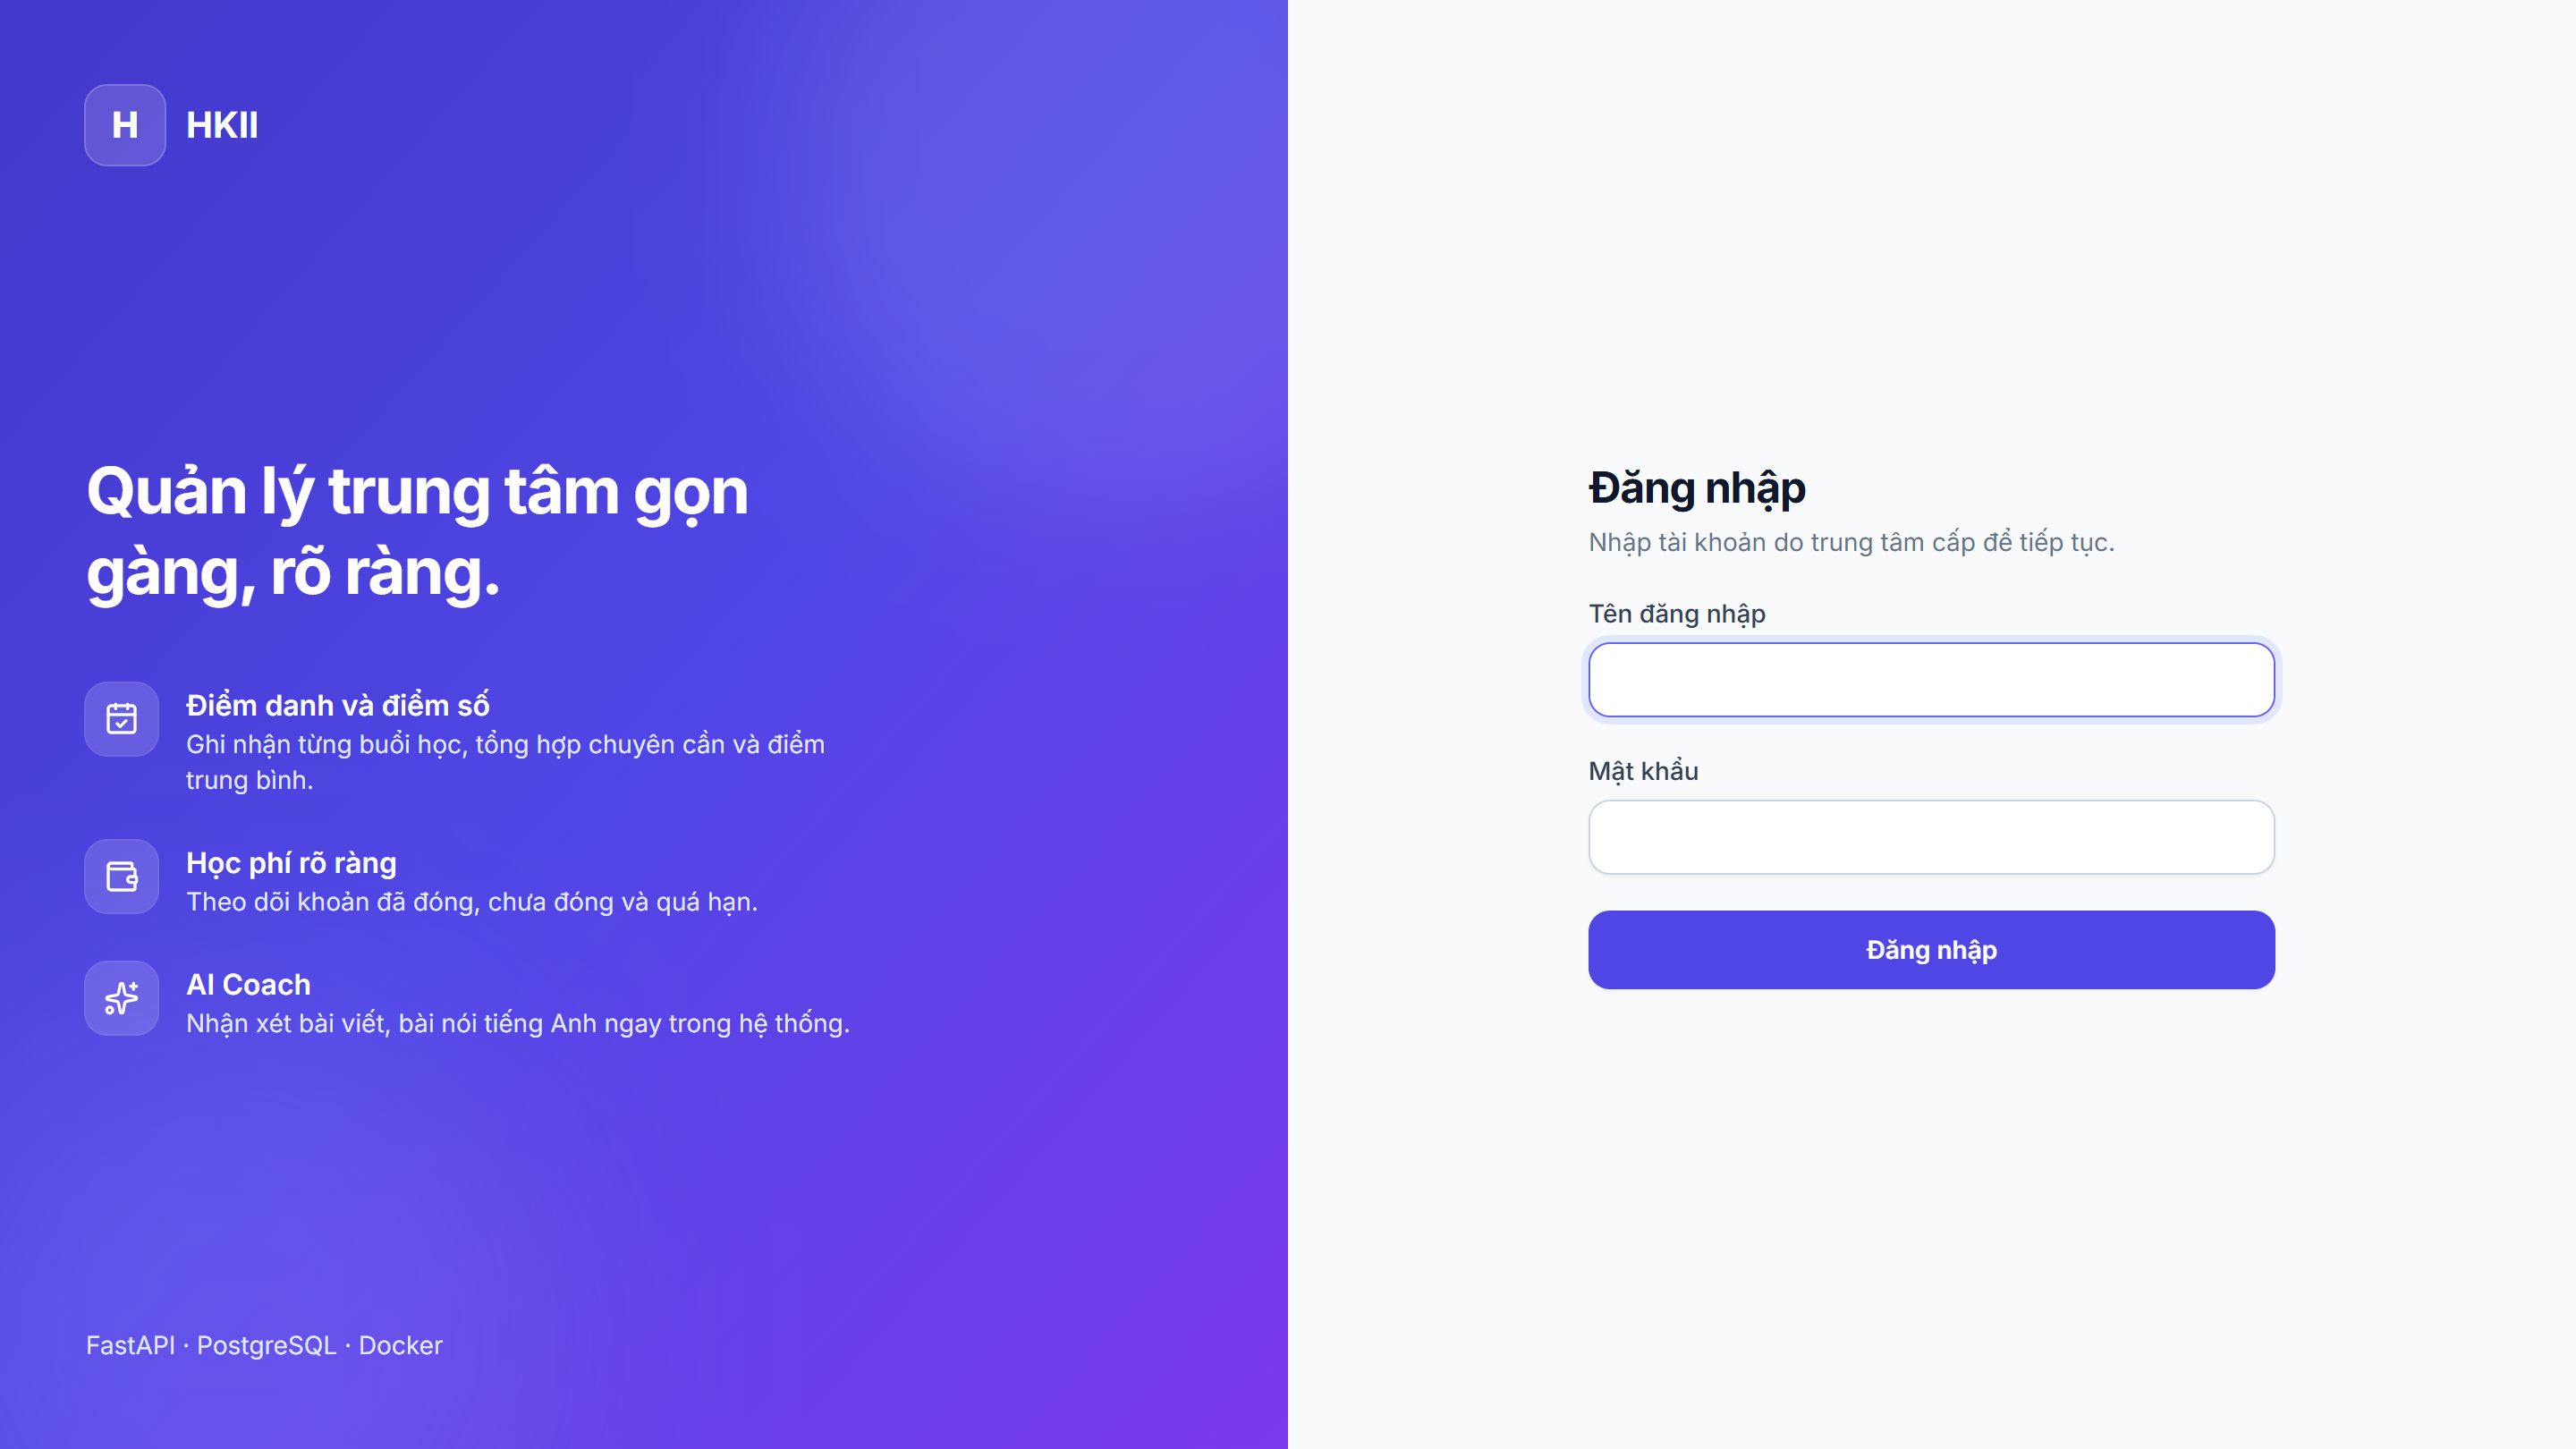 H
HKII
Quản lý trung tâm gọn
gàng, rõ ràng.
Điểm danh và điểm số
Ghi nhận từng buổi học, tổng hợp chuyên cần và điểm
trung bình.
Học phí rõ ràng
Theo dõi khoản đã đóng, chưa đóng và quá hạn.
AI Coach
Nhận xét bài viết, bài nói tiếng Anh ngay trong hệ thống.
FastAPI · PostgreSQL · Docker
Đăng nhập
Nhập tài khoản do trung tâm cấp để tiếp tục.
Tên đăng nhập
Mật khẩu
Đăng nhập